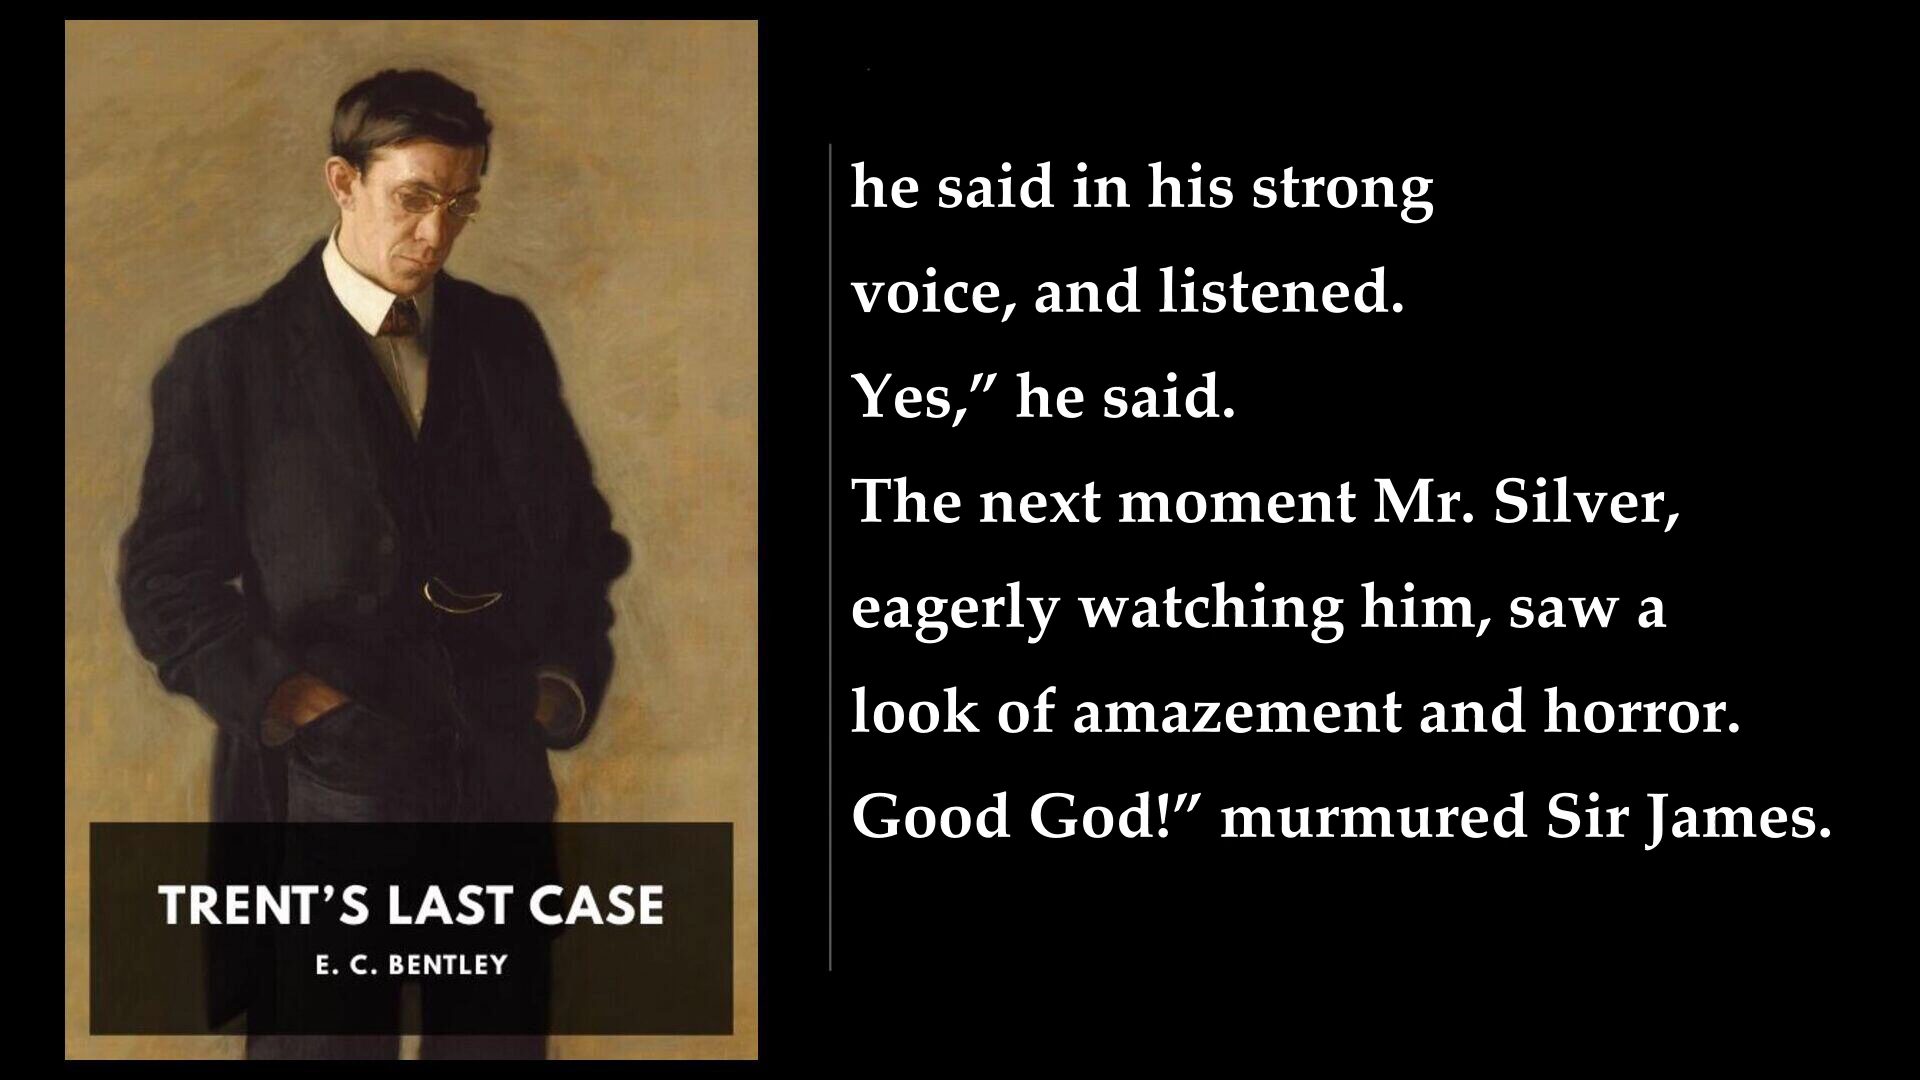 TRENT’S LAST CASE
E. C. BENTLEY
he said in his strong
voice, and listened.
Yes,” he said.
The next moment Mr. Silver,
eagerly watching him, saw a
look of amazement and horror.
Good God!” murmured Sir James.